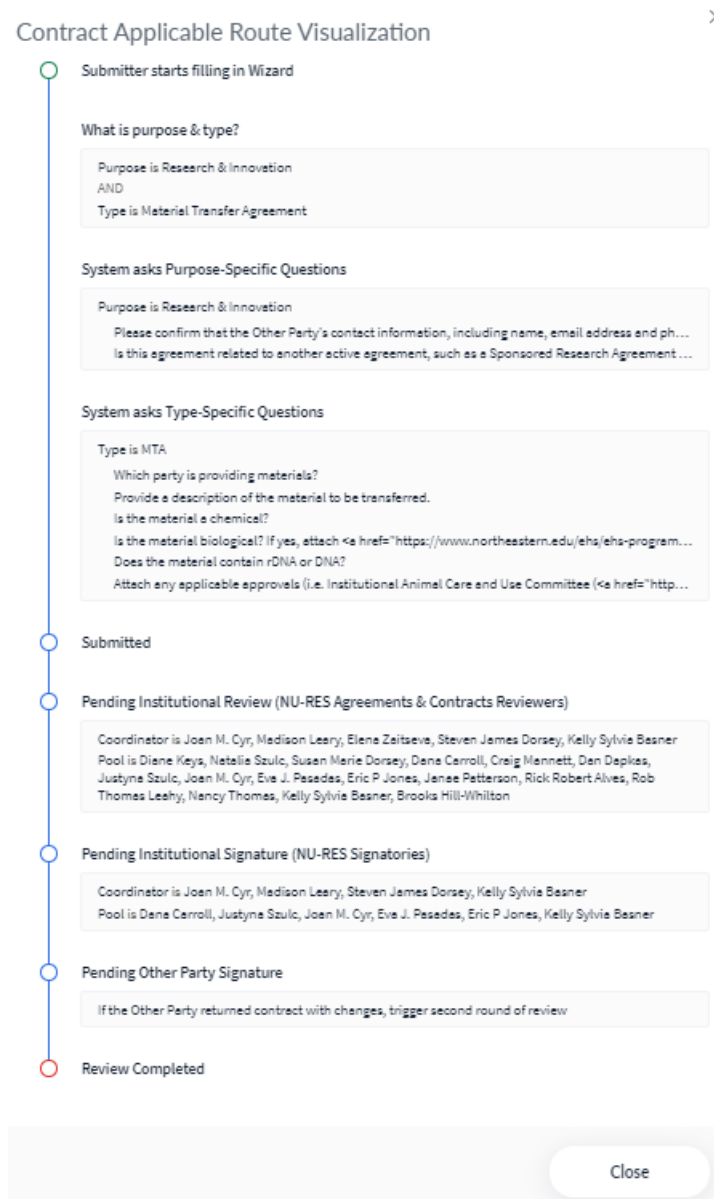 Contract Applicable Route Visualization
Submitter starts filling in Wizard
What is purpose & type?
Purpose is Research & Innovation
AND
Type is Material Transfer Agreement
System asks Purpose-Specific Questions
Purpose is Research & Innovation
Please confirm that the Other Party's contact information, including name, email address and ph...
Is this agreement related to another active agreement, such as a Sponsored Research Agreement ...
System asks Type-Specific Questions
Type is MTA
Which party is providing materials?
Provide a description of the material to be transferred.
Is the material a chemical?
Is the material biological? If yes, attach <a href="https://www.northeastern.edu/ehs/ehs-program...
Does the material contain rDNA or DNA?
Attach any applicable approvals (i.e. Institutional Animal Care and Use Committee (<a href="http...
Submitted
Pending Institutional Review (NU-RES Agreements & Contracts Reviewers)
Coordinator is Joan M. Cyr, Madison Leary, Elena Zaitseva, Steven James Dorsey, Kelly Sylvia Basner
Pool is Diane Keys, Natalia Szulc, Susan Marie Dorsey, Dana Carroll, Craig Mannett, Dan Dapkas,
Justyna Szulc, Joan M. Cyr, Eva J. Pasadas, Eric P Jones, Janae Patterson, Rick Robert Alves, Rob
Thomas Leahy, Nancy Thomas, Kelly Sylvia Basner, Brooks Hill-Whilton
Pending Institutional Signature (NU-RES Signatories)
Coordinator is Joan M. Cyr, Madison Leary, Steven James Dorsey, Kelly Sylvia Basner
Pool is Dana Carroll, Justyna Szulc, Joan M. Cyr, Eva J. Pasadas, Eric P Jones, Kelly Sylvia Basner
Pending Other Party Signature
If the Other Party returned contract with changes, trigger second round of review
Review Completed
Close